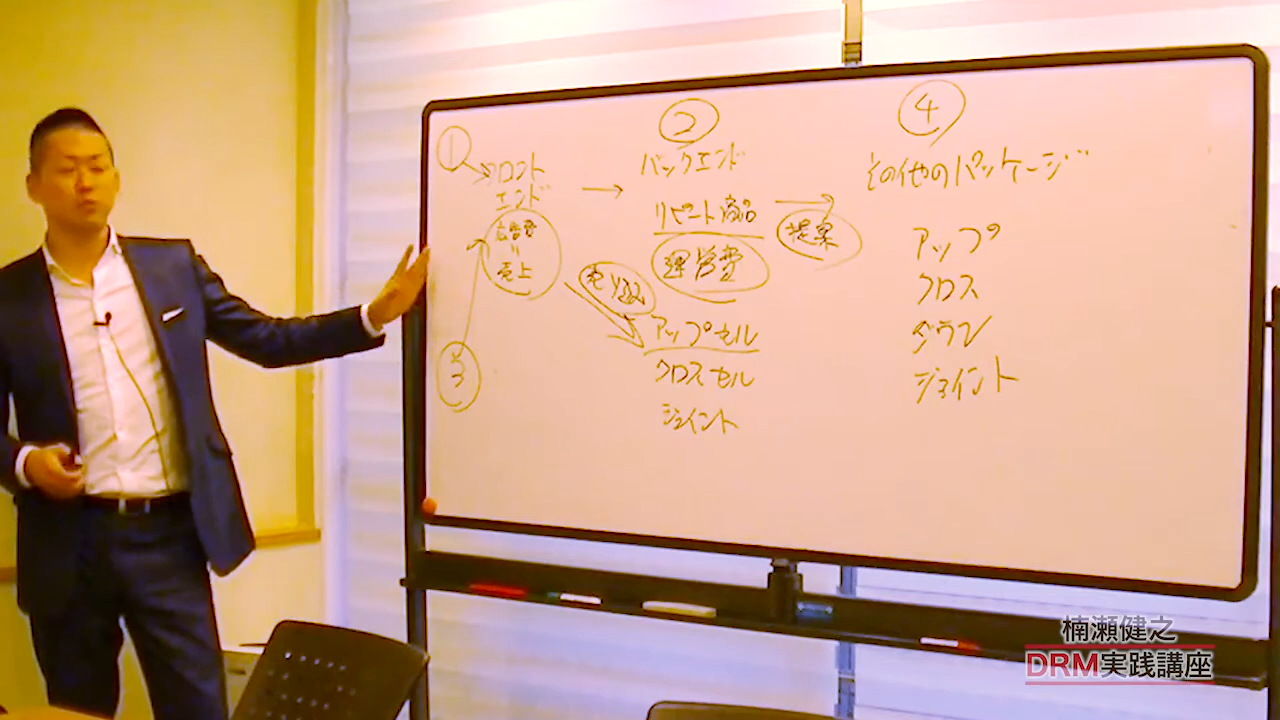 ①
フロント
エンド
広告費
=
売上
③
②
バックエンド
リピート商品
運営費
売り込み
アップセル
クロスセル
ジョイント
提案
④
その他のパッケージ
アップ
クロス
ダウン
ジョイント
楠瀬健之
DRM実践講座